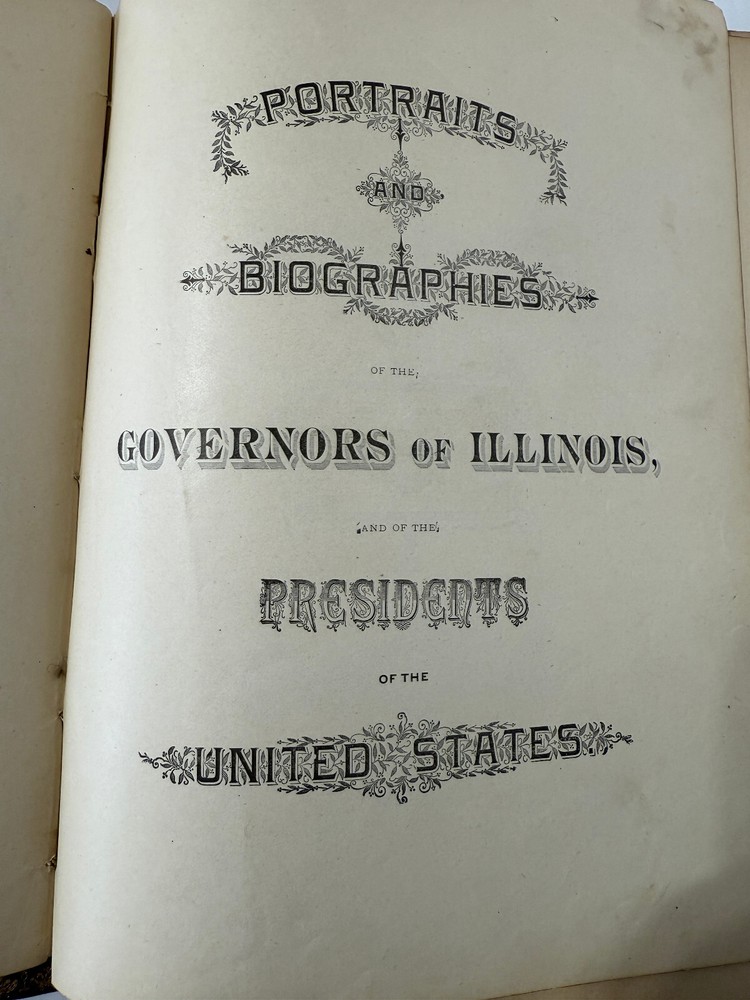 PORTRAITS
AND
BIOGRAPHIES
OF THE
GOVERNORS OF ILLINOIS,
AND OF THE
PRESIDENTS
OF THE
UNITED STATES.